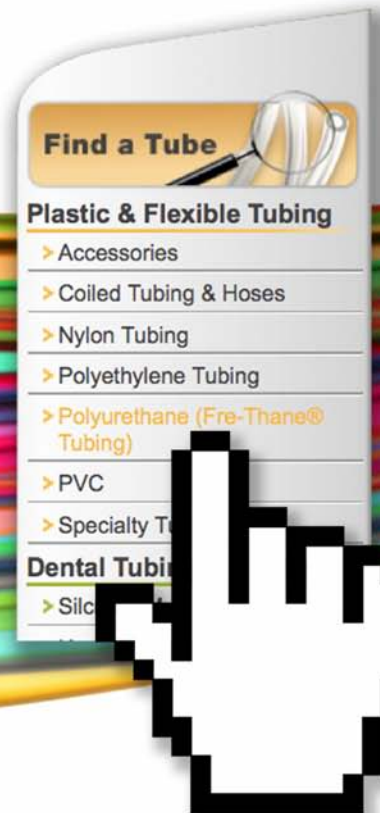 Find a Tube
Plastic & Flexible Tubing
> Accessories
> Coiled Tubing & Hoses
> Nylon Tubing
> Polyethylene Tubing
> Polyurethane (Fre-Thane®
Tubing)
> PVC
> Specialty
Dental
>